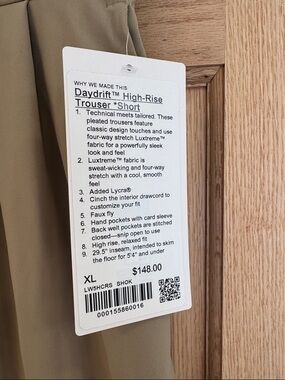 WHY WE MADE THIS
Daydrift™ High-Rise
Trouser *Short
1. Technical meets tailored. These
pleated trousers feature
classic design touches and use
four-way stretch Luxtreme™
fabric for a powerfully sleek
look and feel
2. Luxtreme™ fabric is
sweat-wicking and four-way
stretch with a cool, smooth
feel
3. Added Lycra®
4. Cinch the interior drawcord to
customize your fit
5. Faux fly
6. Hand pockets with card sleeve
7. Back welt pockets are stitched
closed—snip open to use
8. High rise, relaxed fit
9. 29.5" inseam, intended to skim
the floor for 5'4" and under
XL
$148.00
LW5HCRS SHOK
000155860016